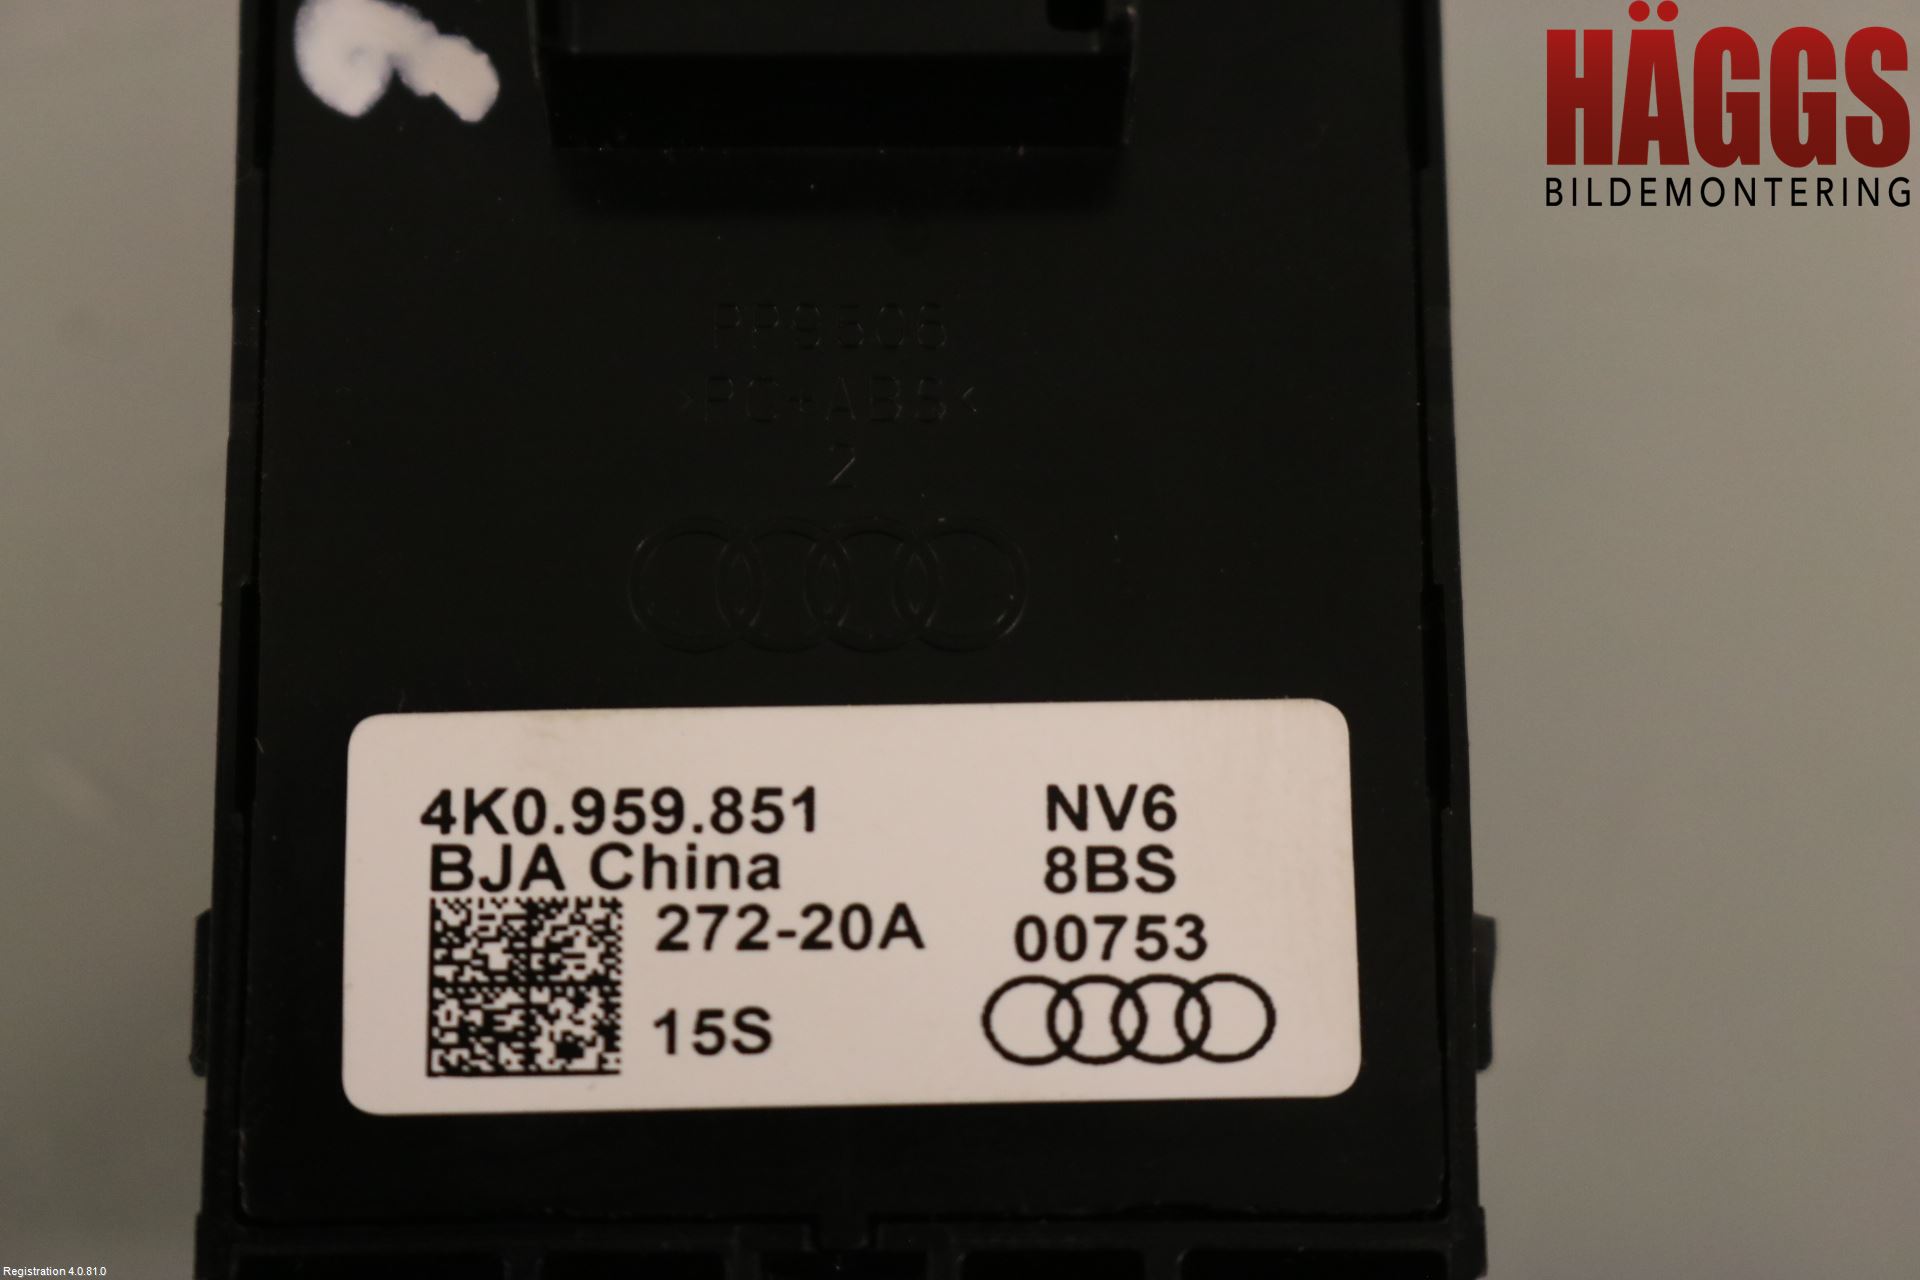 HÄGGS
BILDEMONTERING
PP9506
>PC+ABS<
2
4K0.959.851 NV6
BJA China 8BS
272-20A 00753
15S
Registration 4.0.81.0